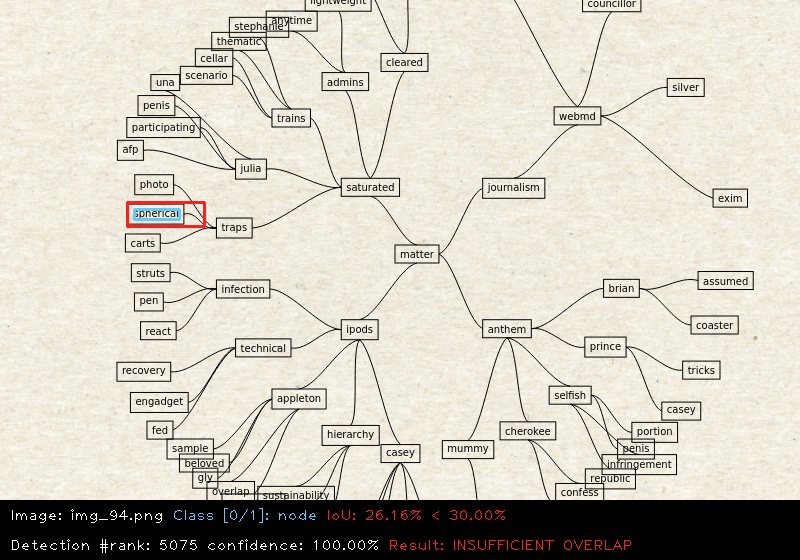 lightweight
councillor
anytime
stephanie
thematic
cellar
cleared
scenario
una
admins
silver
penis
trains
webmd
participating
afp
julia
photo
saturated
journalism
exim
spherical
traps
carts
matter
struts
assumed
infection
brian
pen
coaster
react
ipods
anthem
technical
prince
recovery
tricks
engadget
appleton
selfish
casey
fed
hierarchy
cherokee
portion
sample
casey
mummy
penis
beloved
infringement
gly
republic
overlap
sustainability
confess
Image: img_94.png Class [0/1]: node IoU: 26.16% < 30.00%
Detection #rank: 5075 confidence: 100.00% Result: INSUFFICIENT OVERLAP